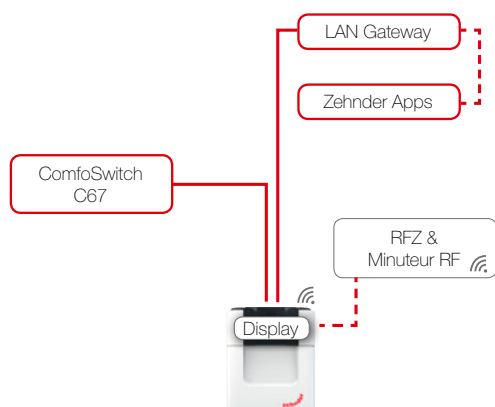 LAN Gateway
Zehnder Apps
ComfoSwitch
C67
RFZ &
Minuteur RF
Display